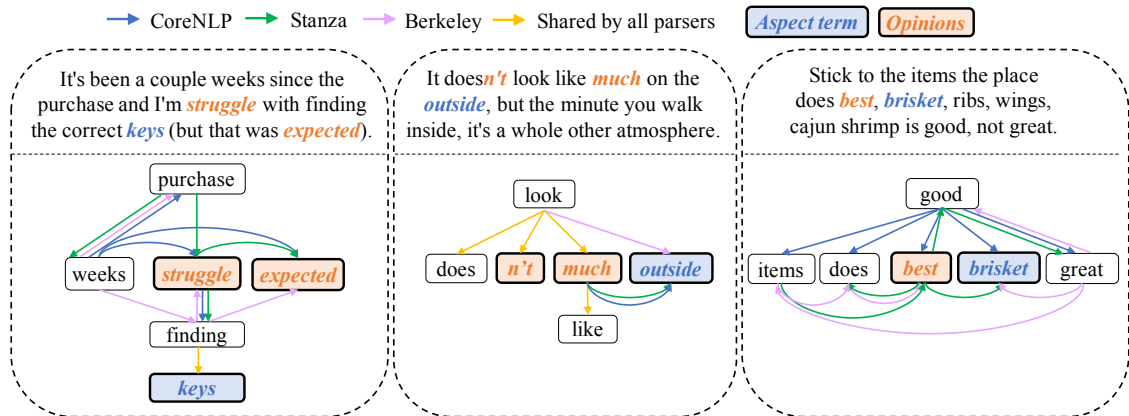 CoreNLP Stanza Berkeley Shared by all parsers Aspect term Opinions
It's been a couple weeks since the
purchase and I'm struggle with finding
the correct keys (but that was expected).
purchase
weeks struggle expected
finding
keys
It doesn't look like much on the
outside, but the minute you walk
inside, it's a whole other atmosphere.
look
does n't much outside
like
Stick to the items the place
does best, brisket, ribs, wings,
cajun shrimp is good, not great.
good
items does best brisket great